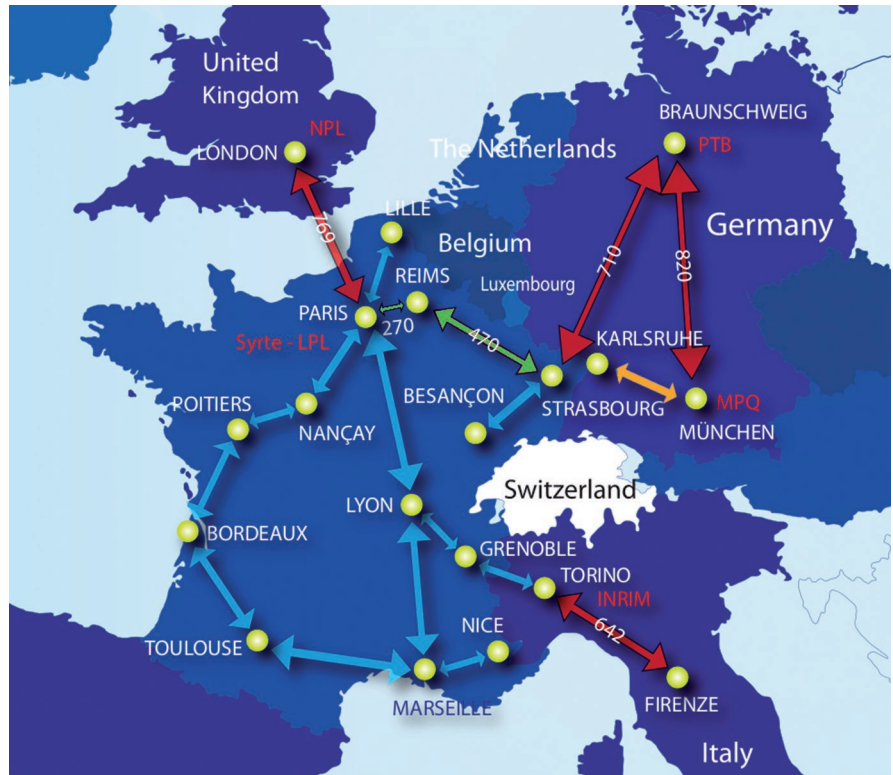 United
Kingdom
NPL
LONDON
BRAUNSCHWEIG
PTB
The Netherlands
LILLE
769
Belgium
Germany
710
820
REIMS
Luxembourg
PARIS
270
Syrte - LPL
470
KARLSRUHE
BESANÇON
POITIERS
STRASBOURG
MPQ
NANÇAY
MÜNCHEN
LYON
Switzerland
BORDEAUX
GRENOBLE
TORINO
INRIM
NICE
642
TOULOUSE
MARSEILLE
FIRENZE
Italy